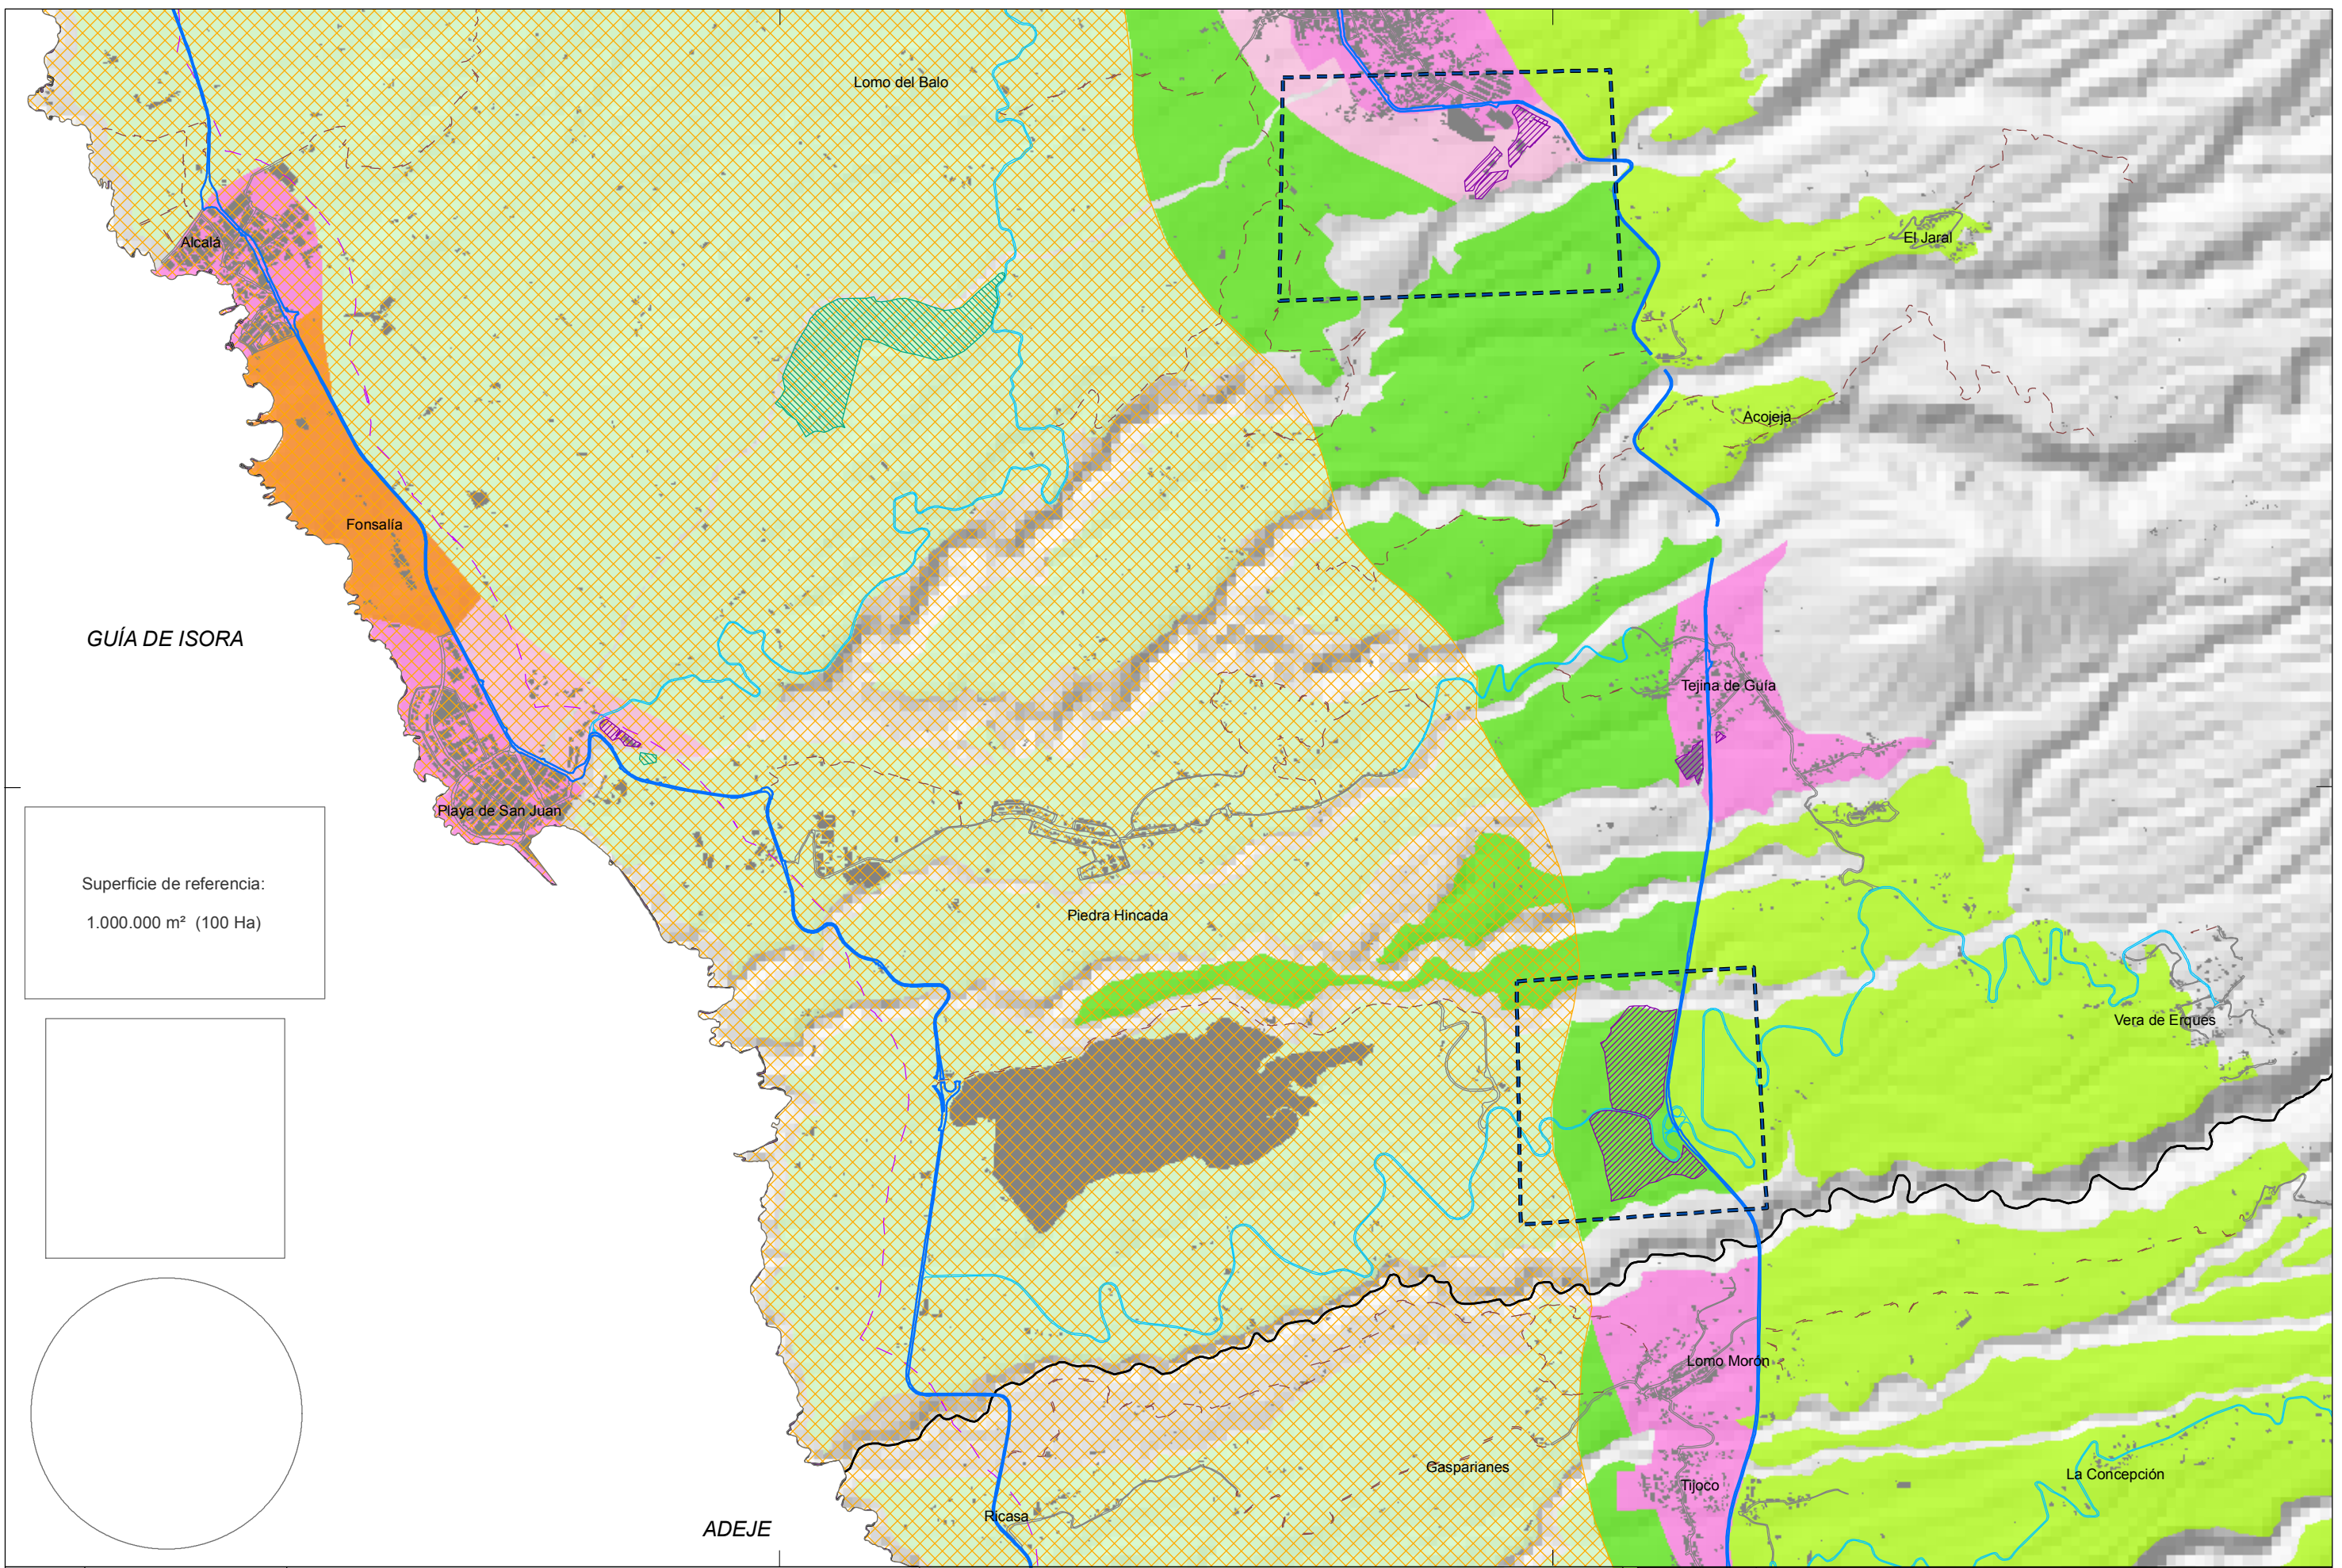 Lomo del Balo
Alcalá
El Jaral
Acojeja
Fonsalía
GUÍA DE ISORA
Tejina de Guía
Playa de San Juan
Superficie de referencia:
1.000.000 m² (100 Ha)
Piedra Hincada
Vera de Erques
Lomo Morón
Gasparianes
La Concepción
Tijoco
Ricasa
ADEJE